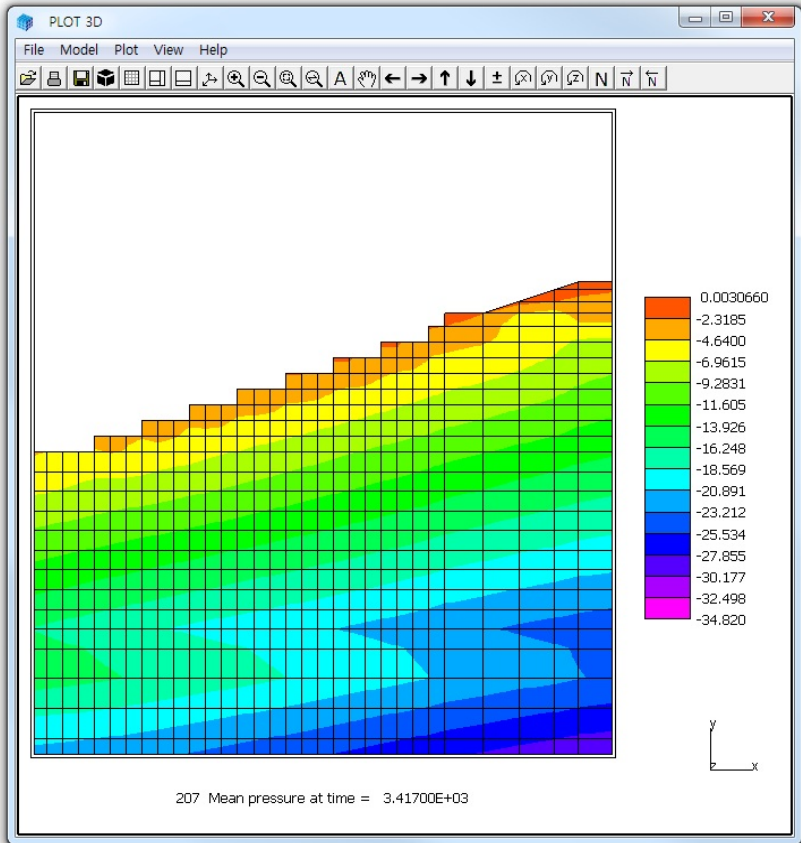 PLOT 3D
File Model Plot View Help
A x y z N N N
0.0030660
-2.3185
-4.6400
-6.9615
-9.2831
-11.605
-13.926
-16.248
-18.569
-20.891
-23.212
-25.534
-27.855
-30.177
-32.498
-34.820
y
z x
207 Mean pressure at time = 3.41700E+03